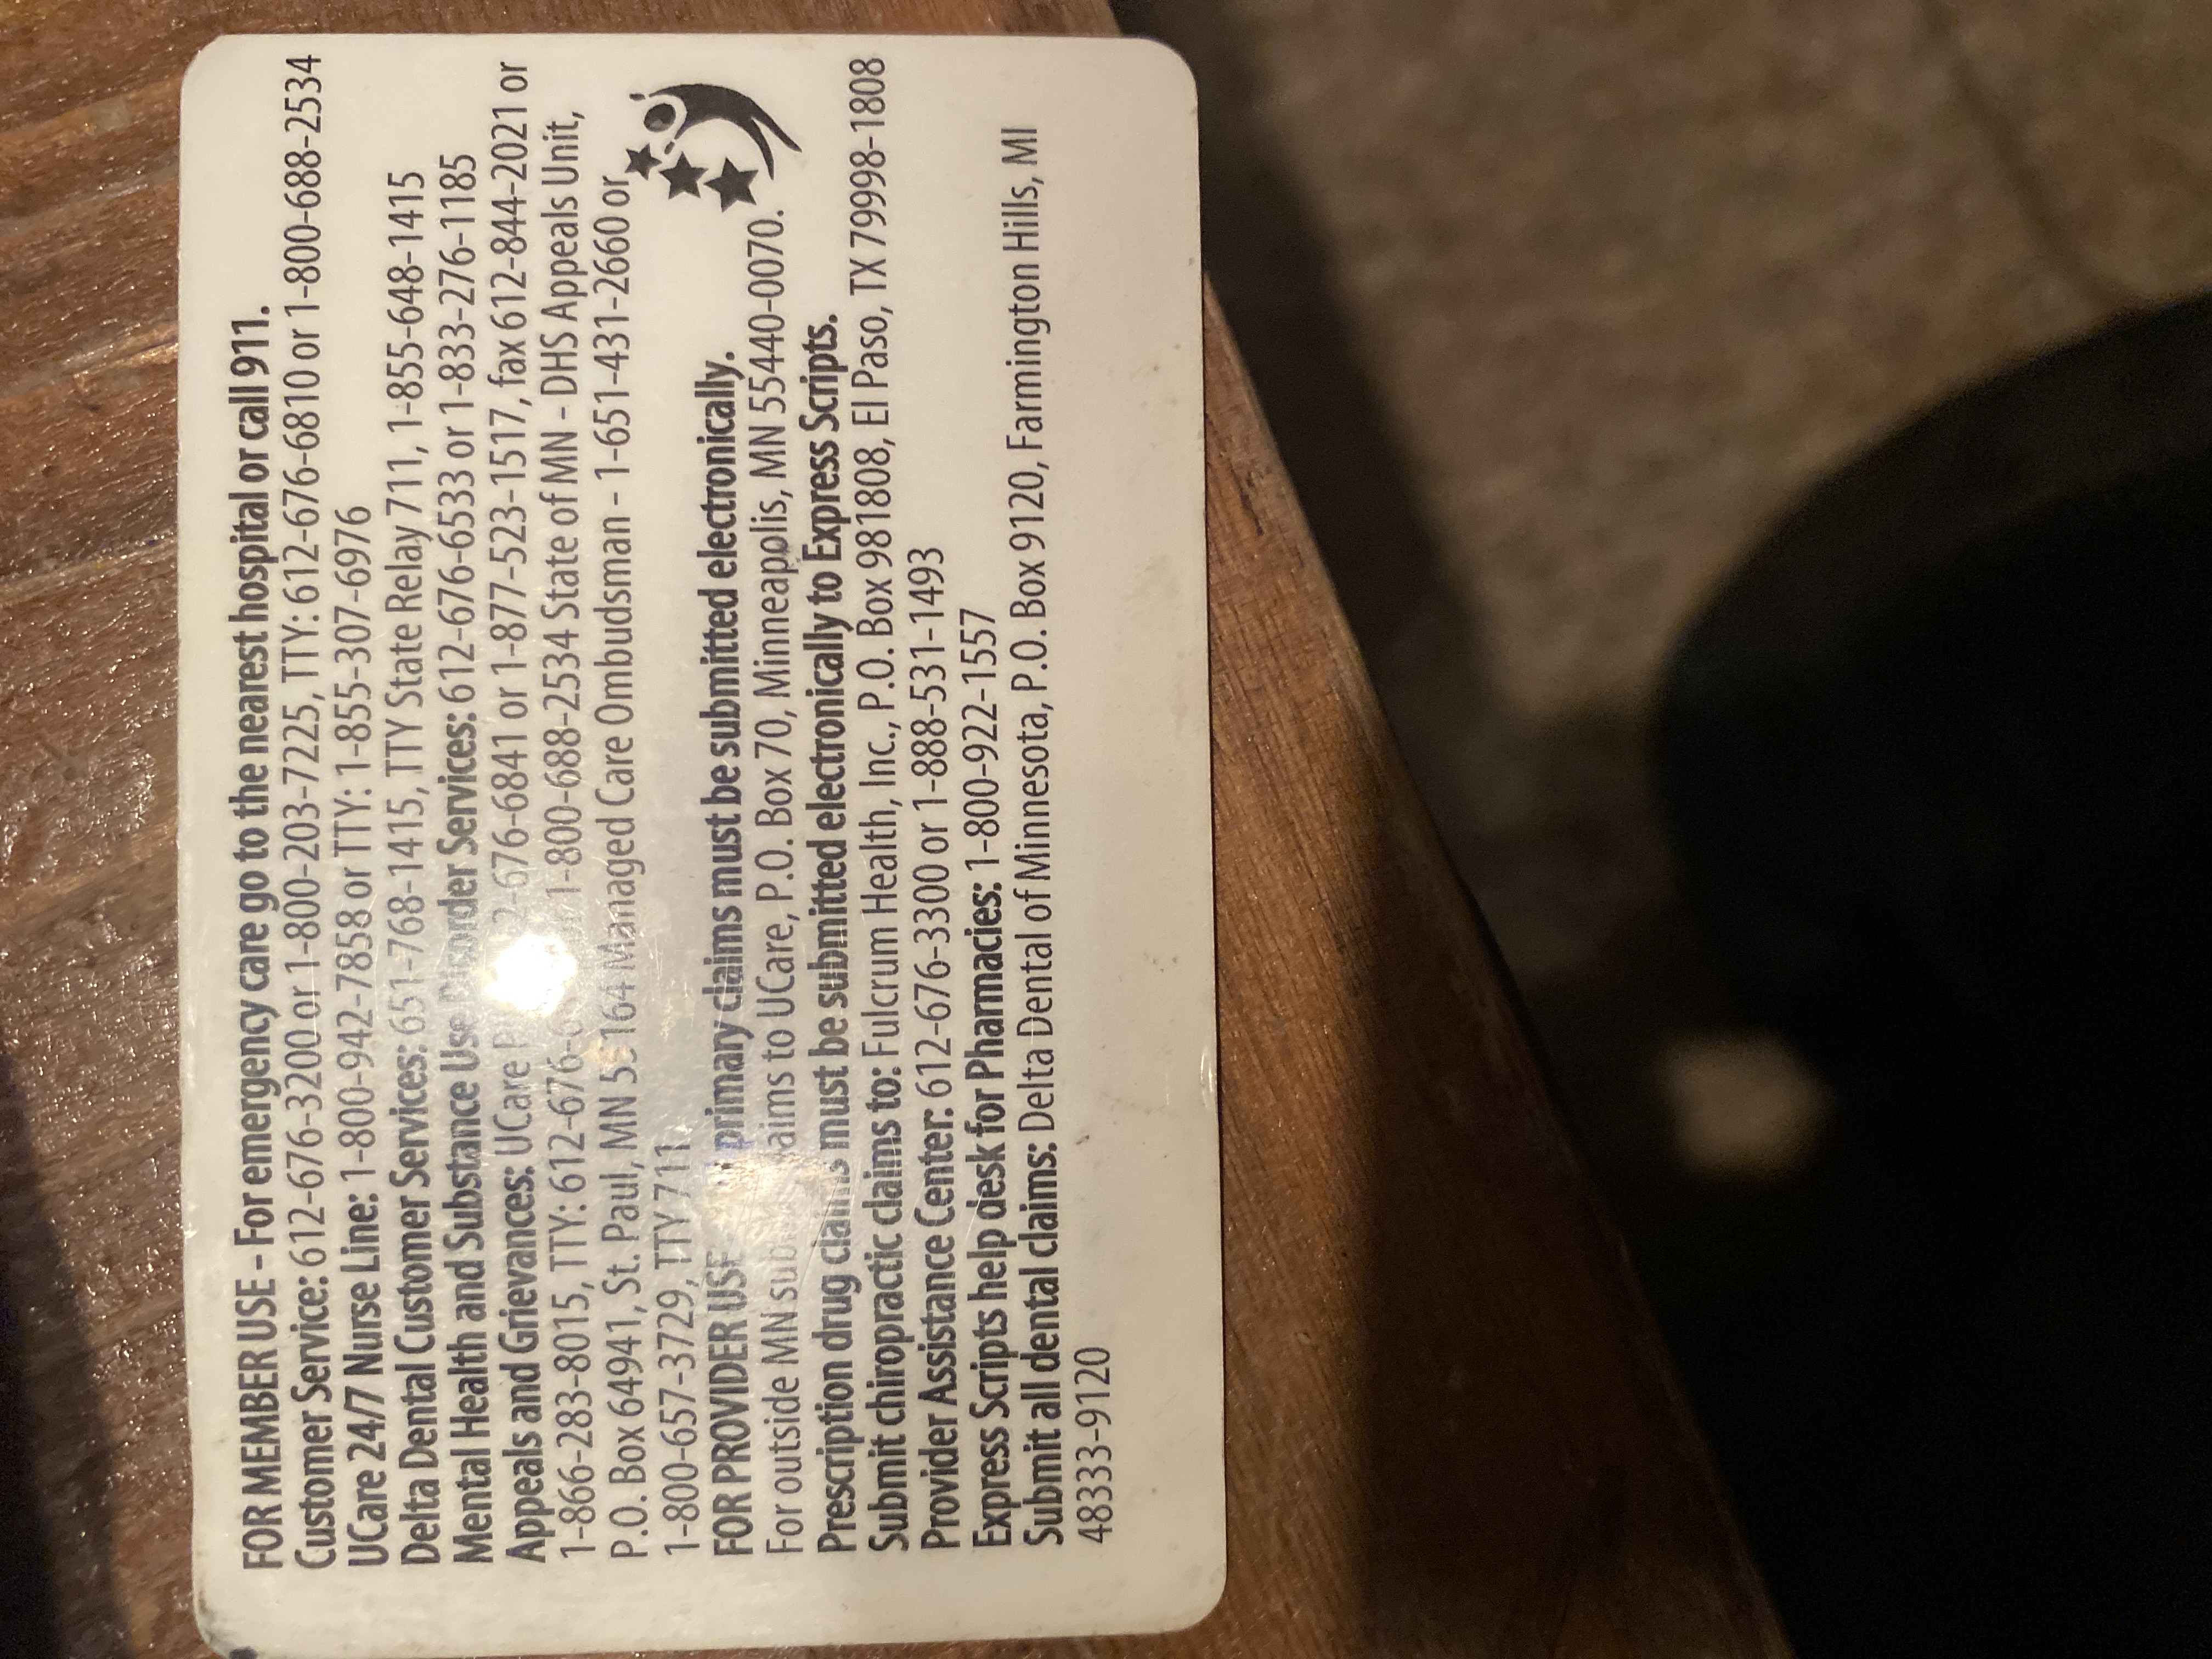 FOR MEMBER USE - For emergency care go to the nearest hospital or call 911.
Customer Service: 612-676-3200 or 1-800-203-7225, TTY: 612-676-6810 or 1-800-688-2534
UCare 24/7 Nurse Line: 1-800-942-7858 or TTY: 1-855-307-6976
Delta Dental Customer Services: 651-768-1415, TTY State Relay 711, 1-855-648-1415
Mental Health and Substance Use Disorder Services: 612-676-6533 or 1-833-276-1185
Appeals and Grievances: UCare 2-676-6841 or 1-877-523-1517, fax 612-844-2021 or
1-866-283-8015, TTY: 612-676- 1-800-688-2534 State of MN - DHS Appeals Unit,
P.O. Box 64941, St. Paul, MN 55164 Managed Care Ombudsman - 1-651-431-2660 or
1-800-657-3729, TTY 711
FOR PROVIDER USE primary claims must be submitted electronically.
For outside MN claims to UCare, P.O. Box 70, Minneapolis, MN 55440-0070.
Prescription drug claims must be submitted electronically to Express Scripts.
Submit chiropractic claims to: Fulcrum Health, Inc., P.O. Box 981808, El Paso, TX 79998-1808
Provider Assistance Center: 612-676-3300 or 1-888-531-1493
Express Scripts help desk for Pharmacies: 1-800-922-1557
Submit all dental claims: Delta Dental of Minnesota, P.O. Box 9120, Farmington Hills, MI
48333-9120